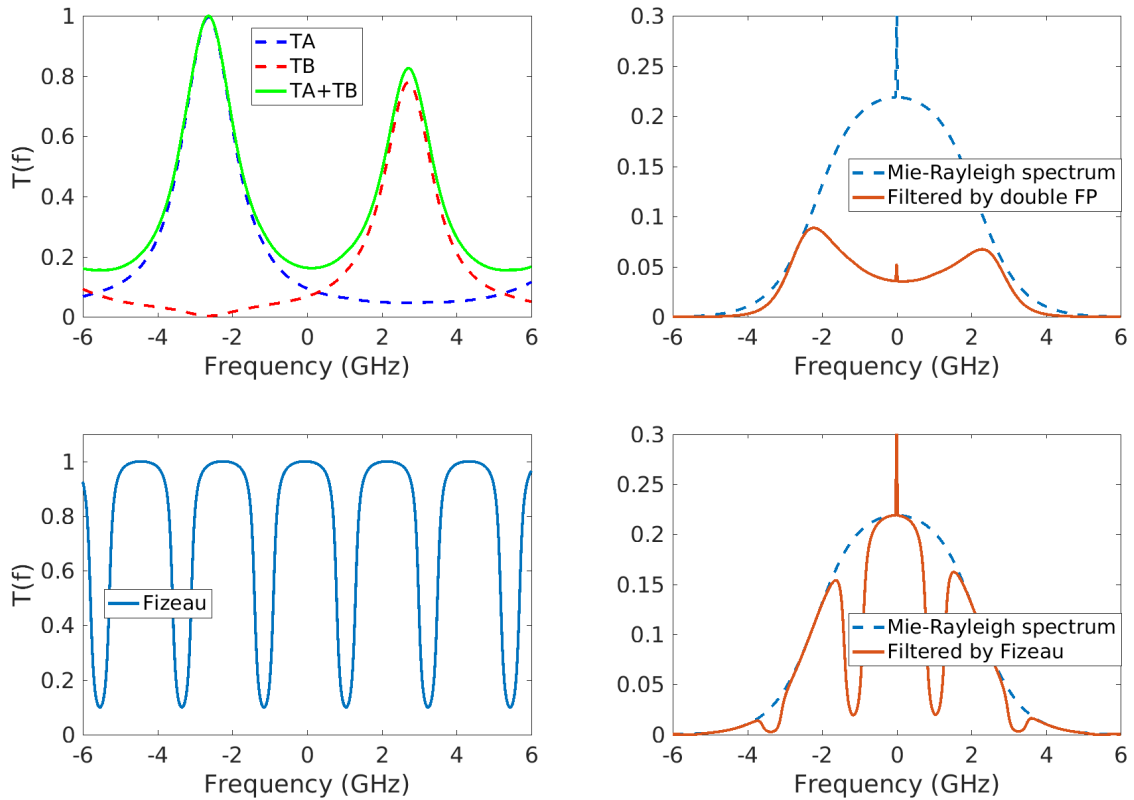 1
0.8
0.6
0.4
0.2
0
T(f)
TA
TB
TA+TB
-6 -4 -2 0 2 4 6
Frequency (GHz)
0.3
0.25
0.2
0.15
0.1
0.05
0
Mie-Rayleigh spectrum
Filtered by double FP
-6 -4 -2 0 2 4 6
Frequency (GHz)
1
0.8
0.6
0.4
0.2
0
T(f)
Fizeau
-6 -4 -2 0 2 4 6
Frequency (GHz)
0.3
0.25
0.2
0.15
0.1
0.05
0
Mie-Rayleigh spectrum
Filtered by Fizeau
-6 -4 -2 0 2 4 6
Frequency (GHz)